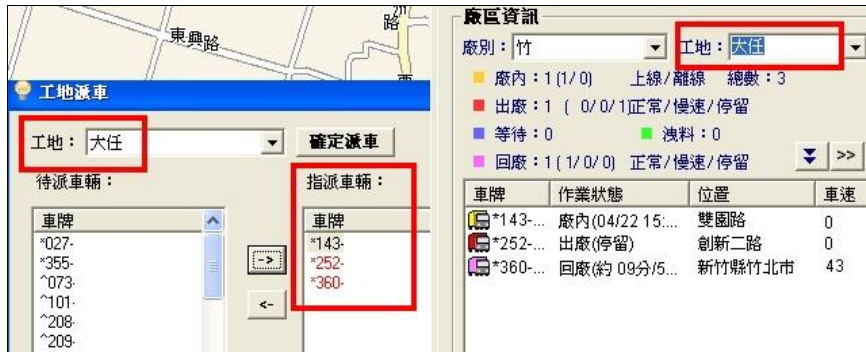 東興路
路
工地派車
工地：
大任
確定派車
待派車輛：
指派車輛：
車牌
*027-
*355-
^073-
^101-
^208-
^209-
->
<-
車牌
*143-
*252-
*360-
廠區資訊
廠別：
竹
工地：
大任
廠內：1 (1/ 0) 上線/離線 總數：3
出廠：1 ( 0/ 0/ 1)正常/慢速/停留
等待：0
洩料：0
回廠：1 ( 1/ 0/ 0) 正常/慢速/停留
>>
車牌 作業狀態 位置 車速
*143-... 廠內(04/22 15:... 雙園路 0
*252-... 出廠(停留) 創新二路 0
*360-... 回廠(約 09分/5... 新竹縣竹北市 43